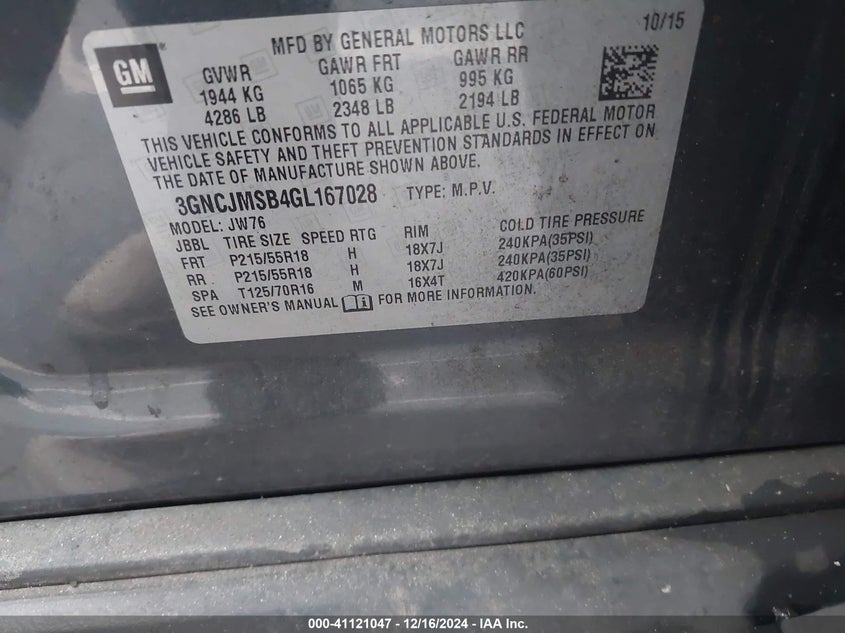 GM
MFD BY GENERAL MOTORS LLC
10/15
GVWR GAWR FRT GAWR RR
1944 KG 1065 KG 995 KG
4286 LB 2348 LB 2194 LB
THIS VEHICLE CONFORMS TO ALL APPLICABLE U.S. FEDERAL MOTOR
VEHICLE SAFETY AND THEFT PREVENTION STANDARDS IN EFFECT ON
THE DATE OF MANUFACTURE SHOWN ABOVE.
3GNCJMSB4GL167028 TYPE: M.P.V.
MODEL: JW76
JBBL TIRE SIZE SPEED RTG RIM COLD TIRE PRESSURE
FRT P215/55R18 H 18X7J 240KPA(35PSI)
RR P215/55R18 H 18X7J 240KPA(35PSI)
SPA T125/70R16 M 16X4T 420KPA(60PSI)
SEE OWNER'S MANUAL FOR MORE INFORMATION.
000-41121047 - 12/16/2024 - IAA Inc.